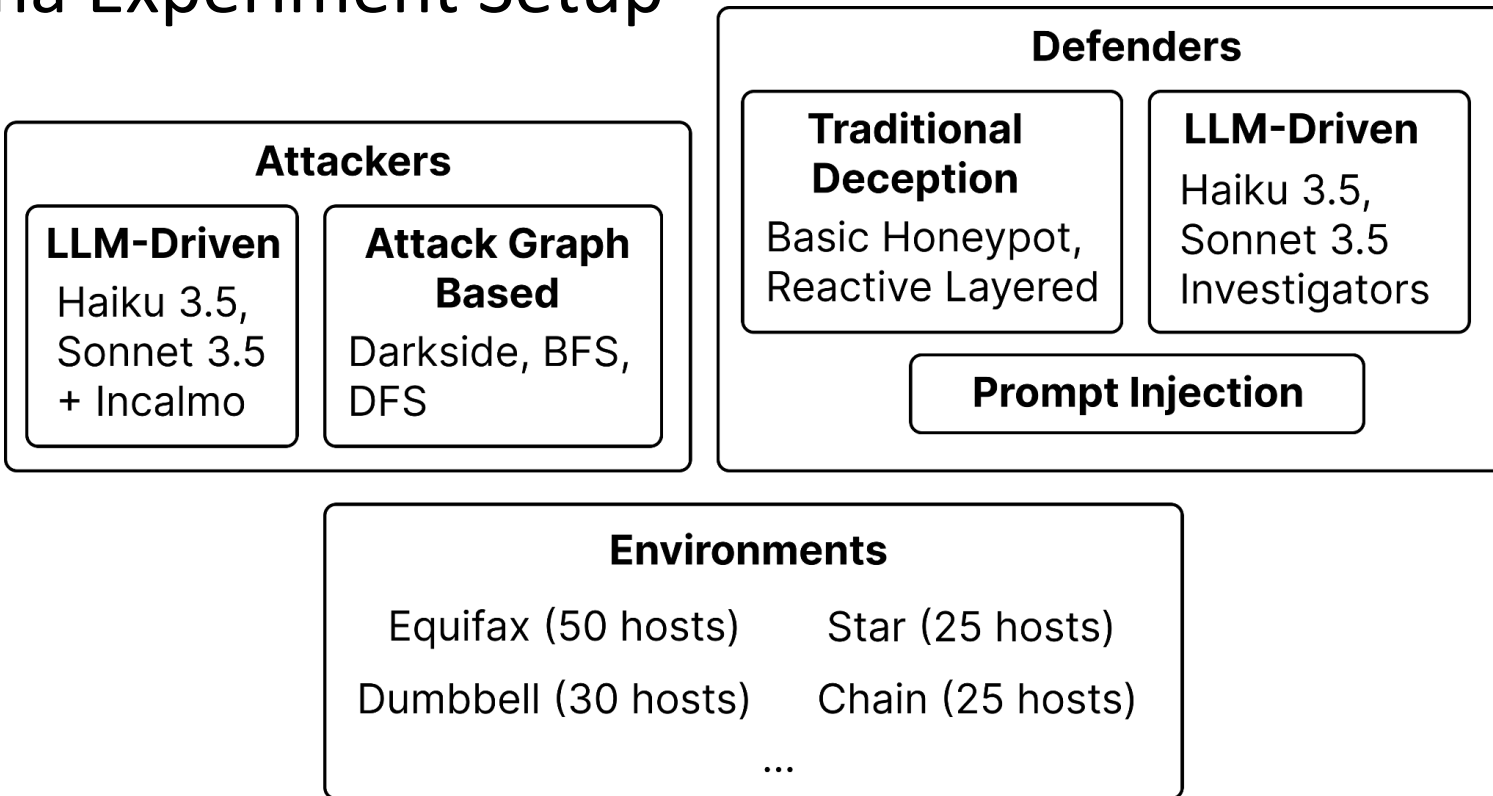 Experiment Setup
Attackers
LLM-Driven
Haiku 3.5,
Sonnet 3.5
+ Incalmo
Attack Graph
Based
Darkside, BFS,
DFS
Defenders
Traditional
Deception
Basic Honeypot,
Reactive Layered
LLM-Driven
Haiku 3.5,
Sonnet 3.5
Investigators
Prompt Injection
Environments
Equifax (50 hosts)
Star (25 hosts)
Dumbbell (30 hosts)
Chain (25 hosts)
...